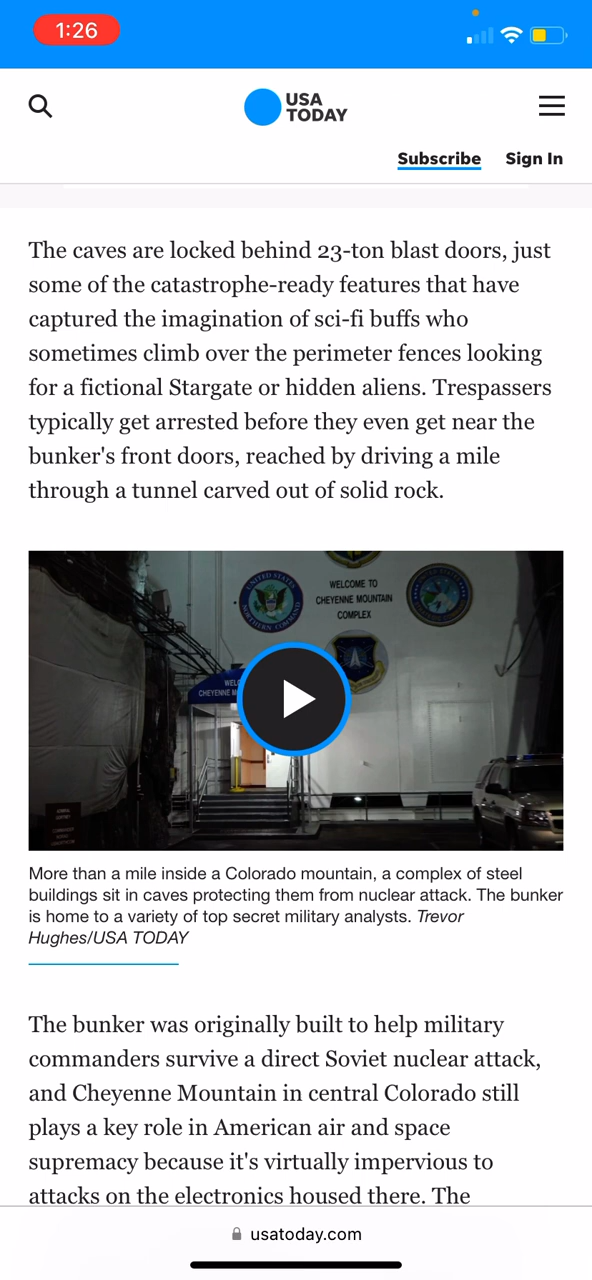 1:26
USA
TODAY
Subscribe Sign In
The caves are locked behind 23-ton blast doors, just
some of the catastrophe-ready features that have
captured the imagination of sci-fi buffs who
sometimes climb over the perimeter fences looking
for a fictional Stargate or hidden aliens. Trespassers
typically get arrested before they even get near the
bunker's front doors, reached by driving a mile
through a tunnel carved out of solid rock.
UNITED STATES
NORTHERN COMMAND
WELCOME TO
CHEYENNE MOUNTAIN
COMPLEX
WELC
CHEYENNE M
More than a mile inside a Colorado mountain, a complex of steel
buildings sit in caves protecting them from nuclear attack. The bunker
is home to a variety of top secret military analysts. Trevor
Hughes/USA TODAY
The bunker was originally built to help military
commanders survive a direct Soviet nuclear attack,
and Cheyenne Mountain in central Colorado still
plays a key role in American air and space
supremacy because it's virtually impervious to
attacks on the electronics housed there. The
usatoday.com